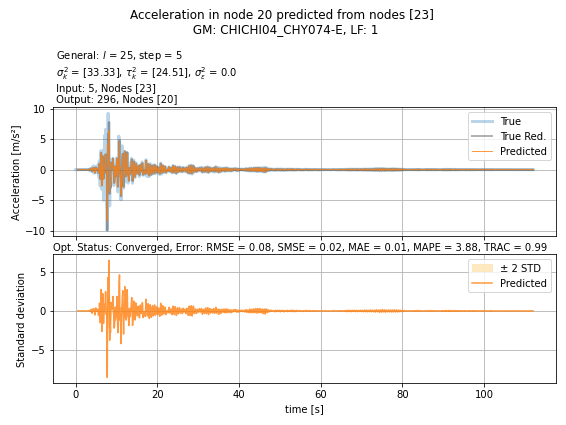 Acceleration in node 20 predicted from nodes [23]
GM: CHICHI04_CHY074-E, LF: 1
General: l = 25, step = 5
σ²ₖ = [33.33], τ²ₖ = [24.51], σ²ε = 0.0
Input: 5, Nodes [23]
Output: 296, Nodes [20]
Acceleration [m/s²]
10
5
0
−5
−10
True
True Red.
Predicted
Opt. Status: Converged, Error: RMSE = 0.08, SMSE = 0.02, MAE = 0.01, MAPE = 3.88, TRAC = 0.99
Standard deviation
5
0
−5
± 2 STD
Predicted
0
20
40
60
80
100
time [s]